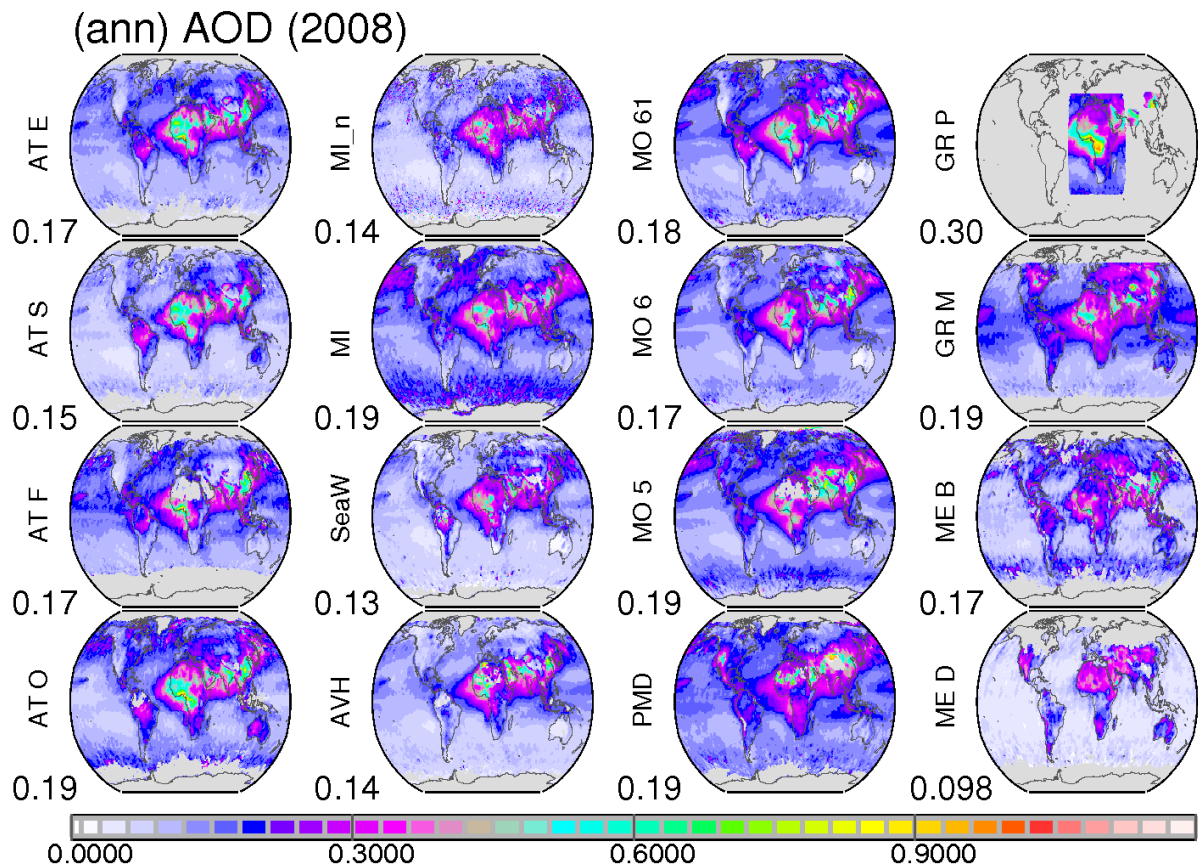 (ann) AOD (2008)
AT E
MI_n
MO 61
GR P
0.17
0.14
0.18
0.30
AT S
MI
MO 6
GR M
0.15
0.19
0.17
0.19
AT F
SeaW
MO 5
ME B
0.17
0.13
0.19
0.17
AT O
AVH
PMD
ME D
0.19
0.14
0.19
0.098
0.0000 0.3000 0.6000 0.9000